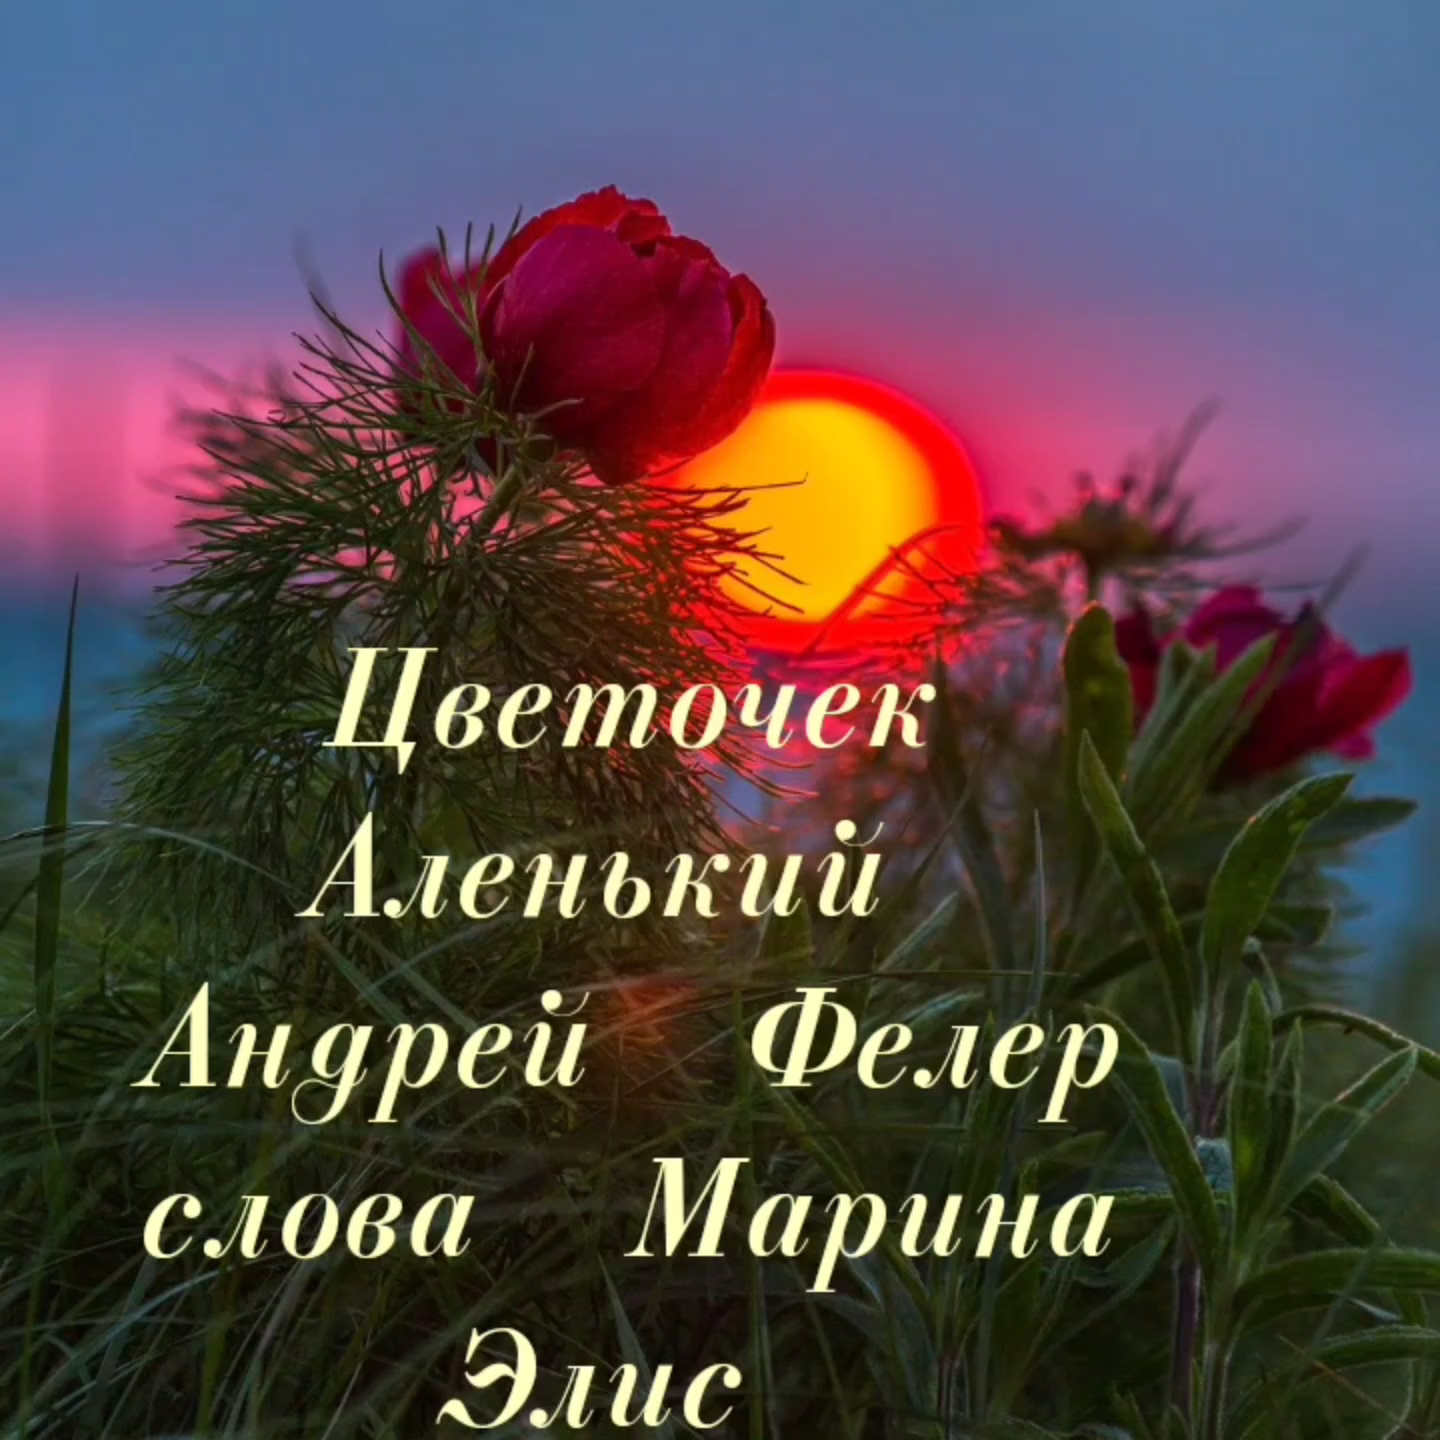 Цветочек
Аленький
Андрей Фелер
слова Марина
Элис